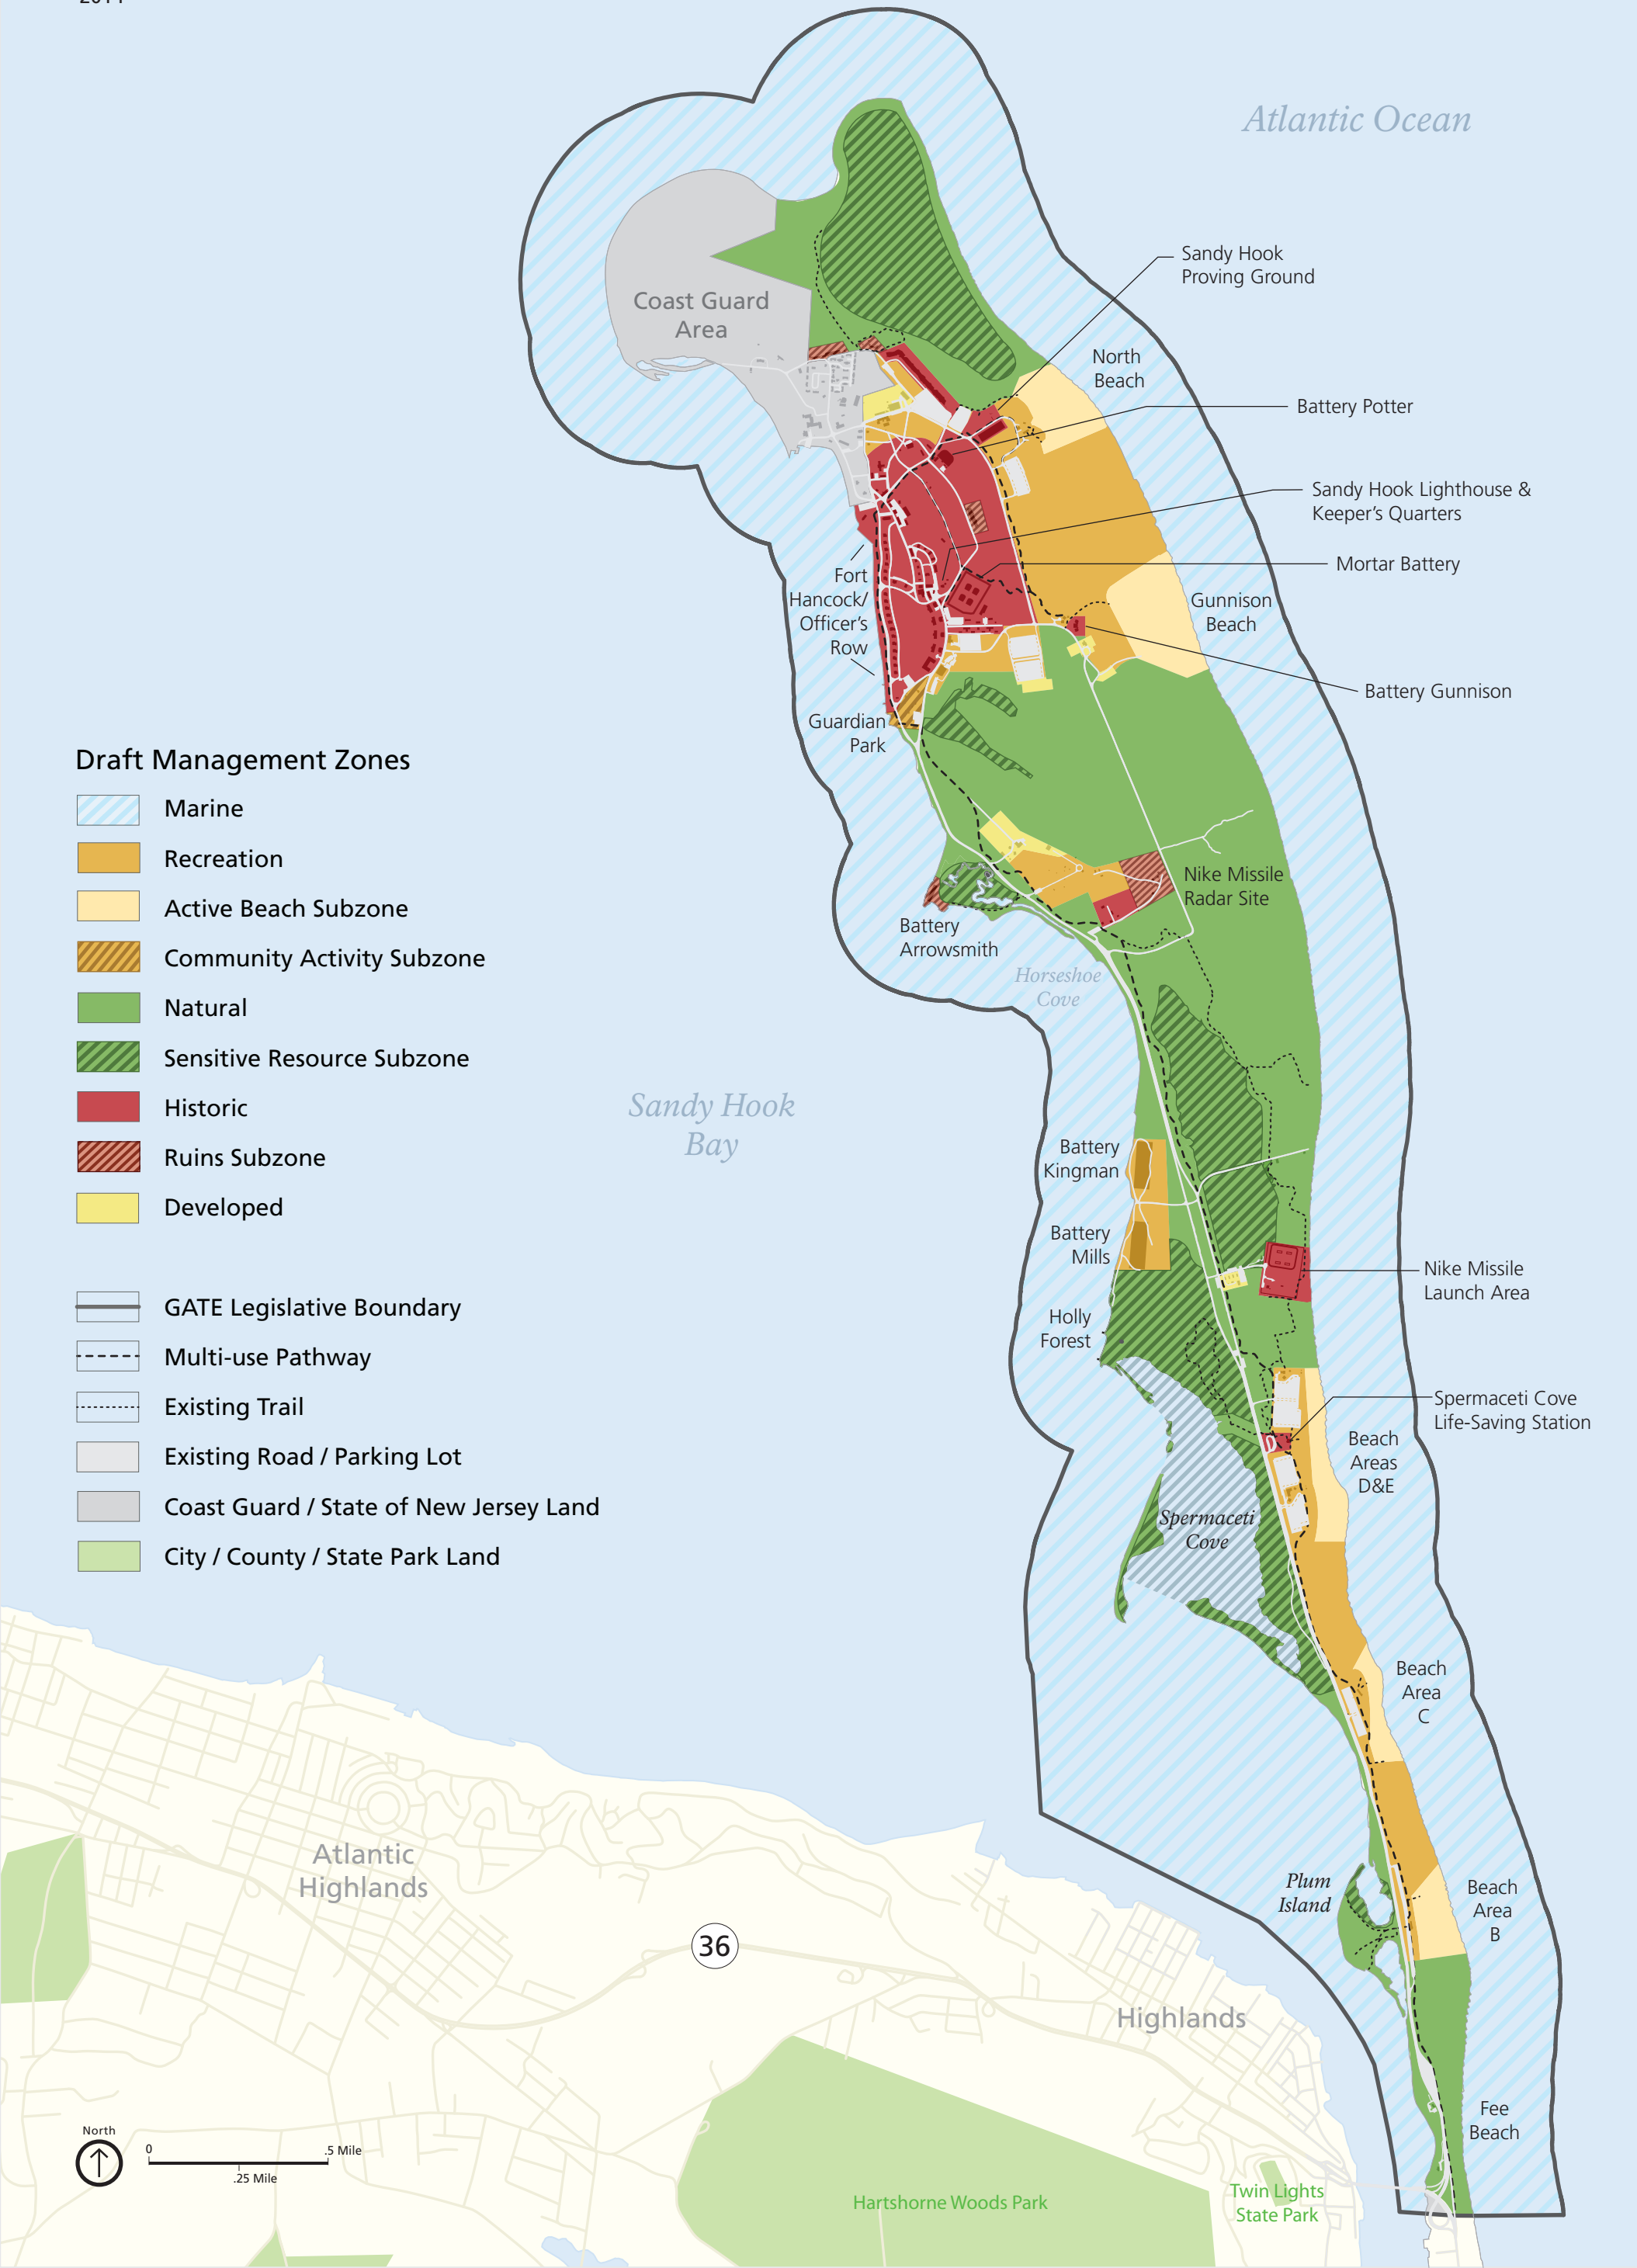 Atlantic Ocean
Sandy Hook
Proving Ground
Coast Guard
Area
North
Beach
Battery Potter
Sandy Hook Lighthouse &
Keeper's Quarters
Mortar Battery
Fort
Hancock/
Officer's
Row
Gunnison
Beach
Battery Gunnison
Guardian
Park
Draft Management Zones
Marine
Recreation
Active Beach Subzone
Community Activity Subzone
Natural
Sensitive Resource Subzone
Historic
Ruins Subzone
Developed
GATE Legislative Boundary
Multi-use Pathway
Existing Trail
Existing Road / Parking Lot
Coast Guard / State of New Jersey Land
City / County / State Park Land
Nike Missile
Radar Site
Battery
Arrowsmith
Horseshoe
Cove
Sandy Hook
Bay
Battery
Kingman
Battery
Mills
Nike Missile
Launch Area
Holly
Forest
Spermaceti Cove
Life-Saving Station
Beach
Areas
D&E
Spermaceti
Cove
Beach
Area
C
Atlantic
Highlands
Plum
Island
Beach
Area
B
36
Highlands
Fee
Beach
North
0
.5 Mile
.25 Mile
Hartshorne Woods Park
Twin Lights
State Park